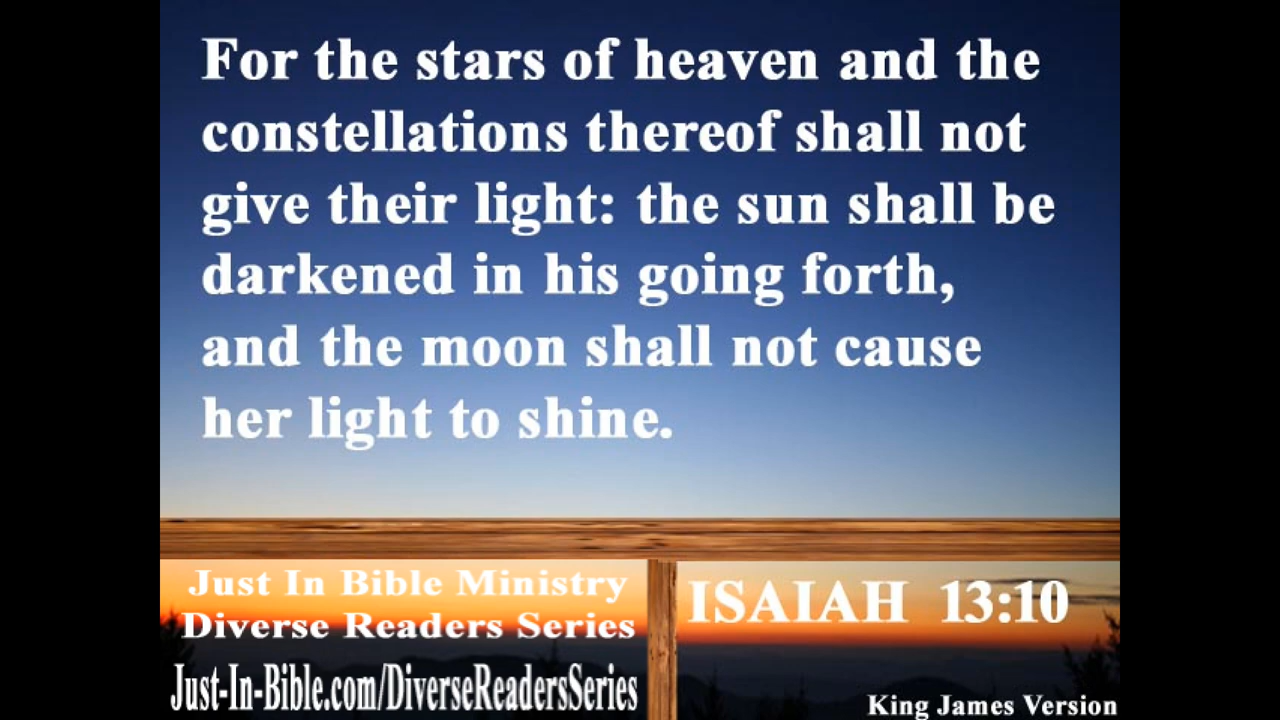 For the stars of heaven and the
constellations thereof shall not
give their light: the sun shall be
darkened in his going forth,
and the moon shall not cause
her light to shine.
Just In Bible Ministry
Diverse Readers Series
Just-In-Bible.com/DiverseReadersSeries
ISAIAH 13:10
King James Version